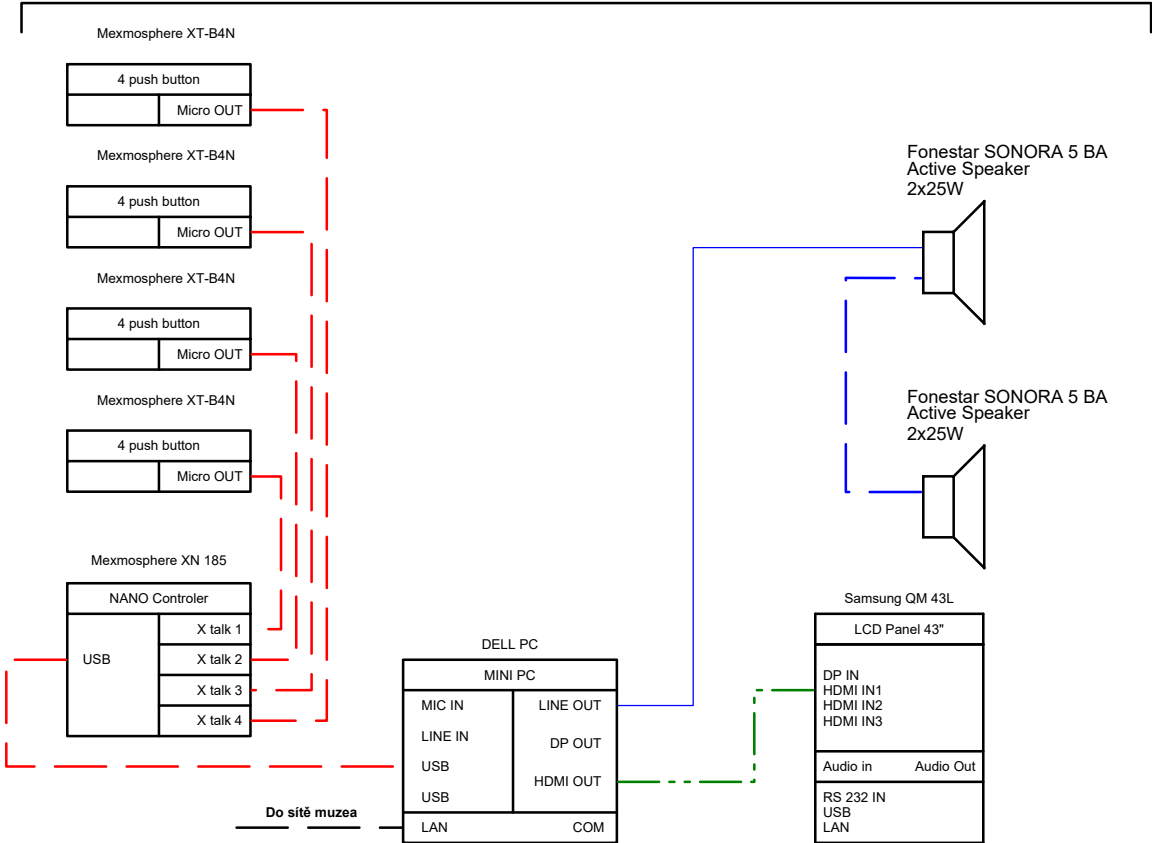 Mexmosphere XT-B4N
4 push button
Micro OUT
Mexmosphere XT-B4N
4 push button
Micro OUT
Mexmosphere XT-B4N
4 push button
Micro OUT
Mexmosphere XT-B4N
4 push button
Micro OUT
Mexmosphere XN 185
NANO Controler
USB
X talk 1
X talk 2
X talk 3
X talk 4
Do sítě muzea
DELL PC
MINI PC
MIC IN
LINE IN
USB
USB
LINE OUT
DP OUT
HDMI OUT
LAN COM
Fonestar SONORA 5 BA
Active Speaker
2x25W
Fonestar SONORA 5 BA
Active Speaker
2x25W
Samsung QM 43L
LCD Panel 43"
DP IN
HDMI IN1
HDMI IN2
HDMI IN3
Audio in Audio Out
RS 232 IN
USB
LAN